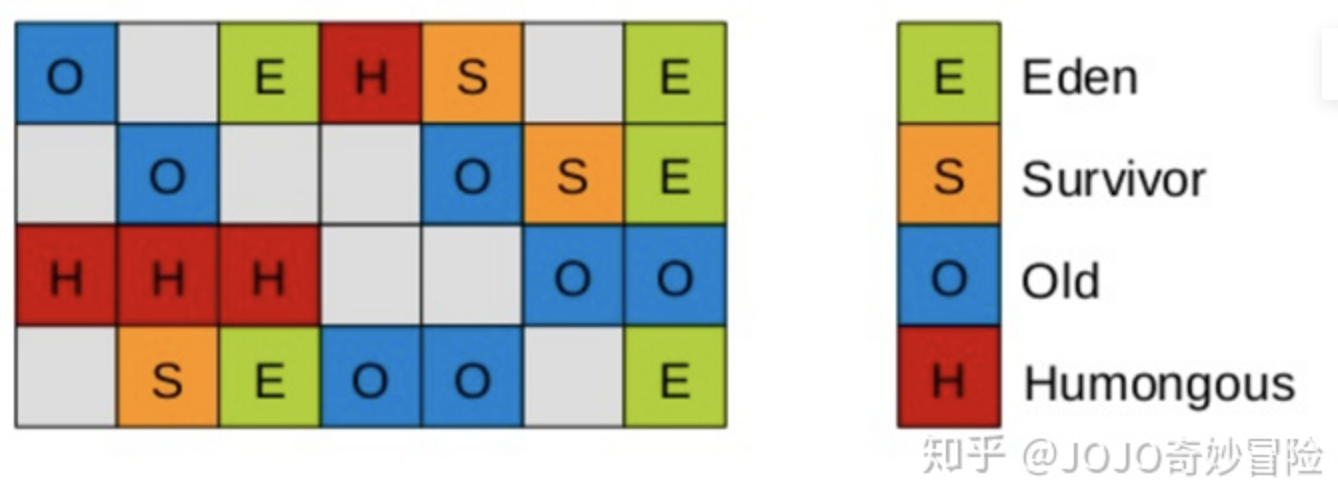 O E H S E
O O S E
H H H O O
S E O O E
E Eden
S Survivor
O Old
H Humongous
知乎 @JOJO奇妙冒险